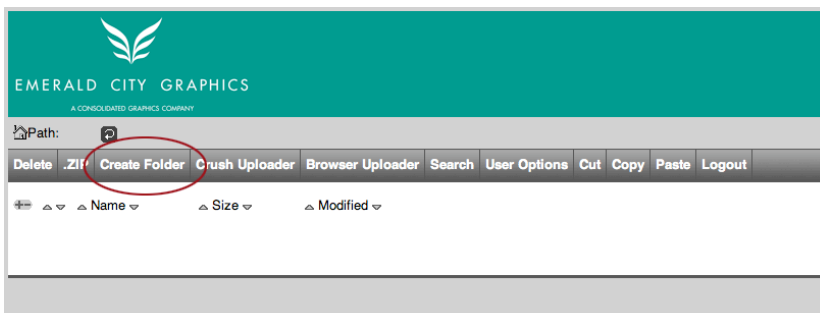 EMERALD CITY GRAPHICS
A CONSOLIDATED GRAPHICS COMPANY
Path:
Delete .ZIP Create Folder Crush Uploader Browser Uploader Search User Options Cut Copy Paste Logout
Name Size Modified